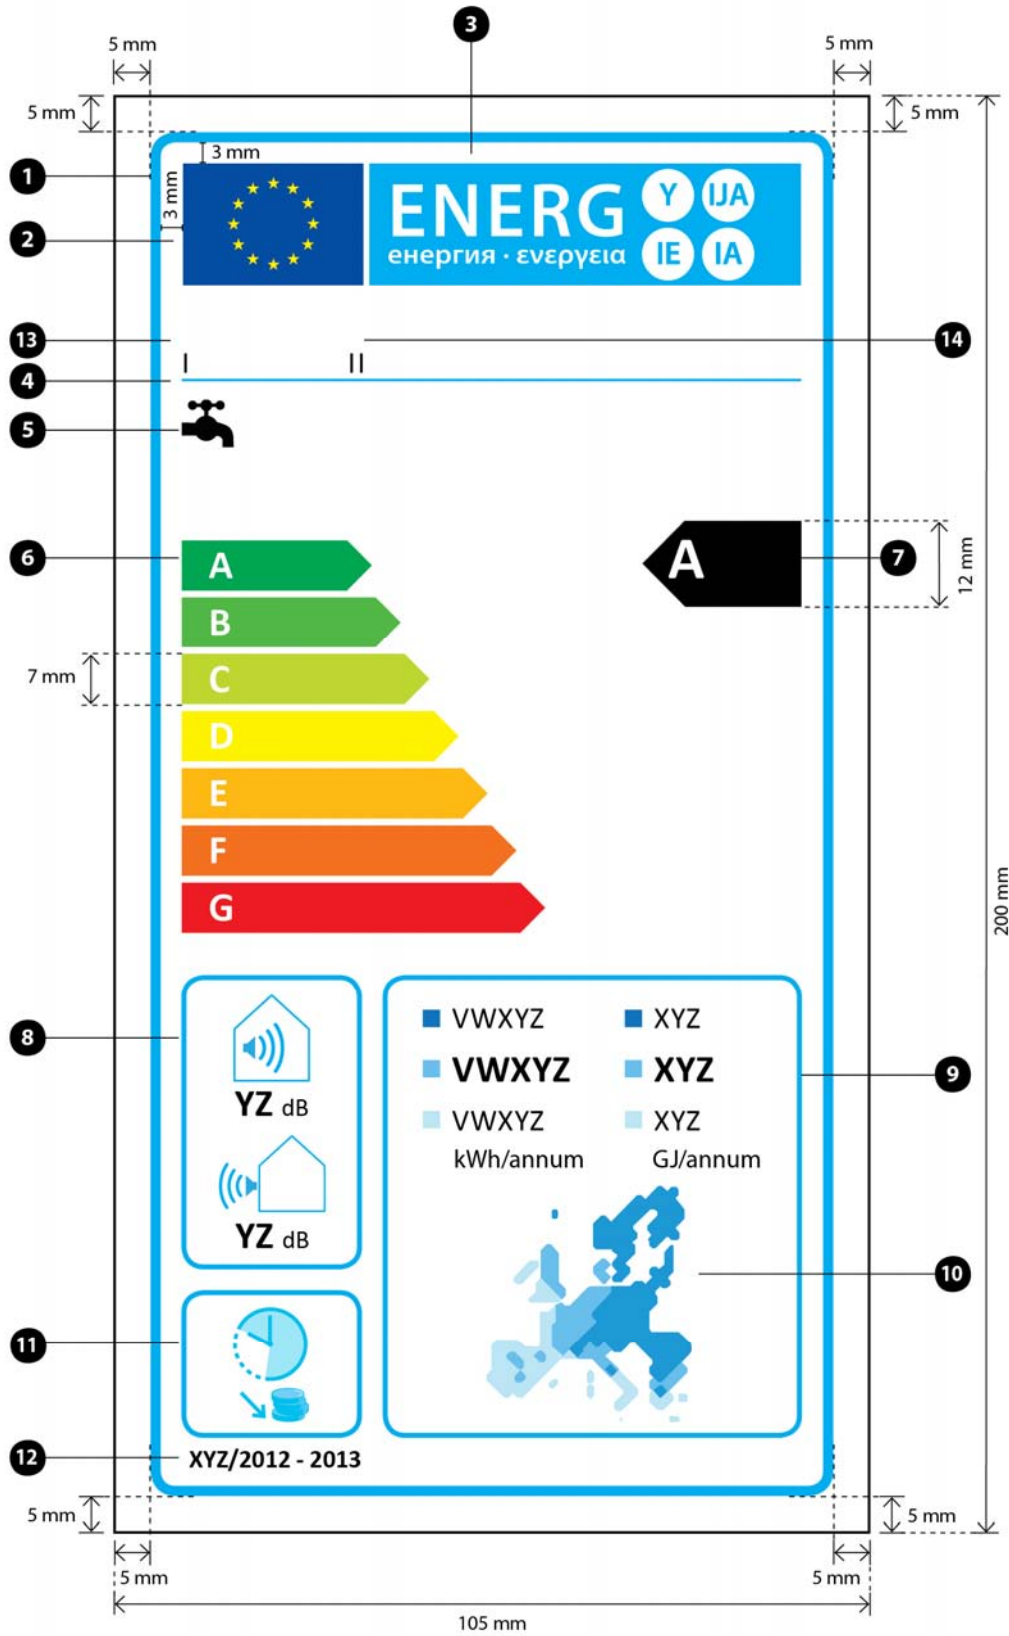 3
5 mm
5 mm
5 mm
5 mm
3 mm
1
3 mm
2
ENERG
енергия · ενεργεια
Y IJA
IE IA
13
I
II
14
4
5
6
A
A
7
12 mm
B
7 mm
C
D
E
F
G
200 mm
8
YZ dB
YZ dB
VWXYZ XYZ
VWXYZ XYZ
VWXYZ XYZ
kWh/annum GJ/annum
9
10
11
12
XYZ/2012 - 2013
5 mm
5 mm
5 mm
5 mm
105 mm